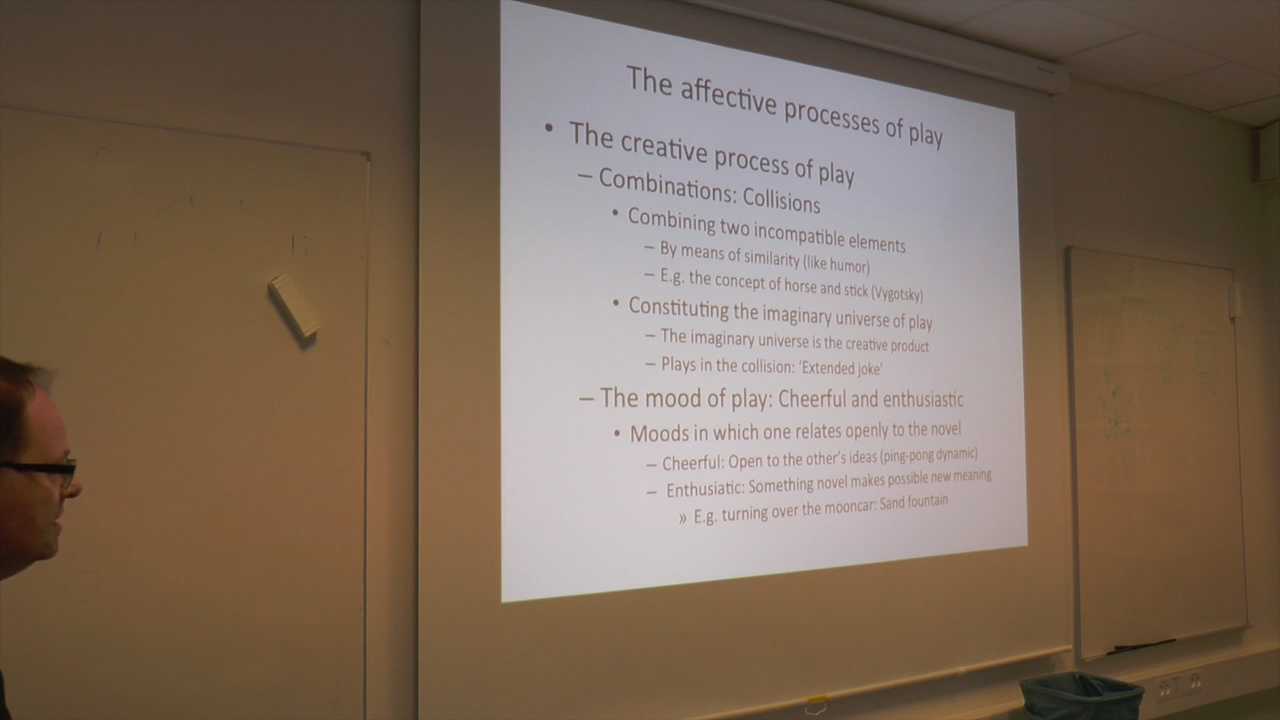 The affective processes of play
• The creative process of play
– Combinations: Collisions
• Combining two incompatible elements
– By means of similarity (like humor)
– E.g. the concept of horse and stick (Vygotsky)
• Constituting the imaginary universe of play
– The imaginary universe is the creative product
– Plays in the collision: ‘Extended joke’
– The mood of play: Cheerful and enthusiastic
• Moods in which one relates openly to the novel
– Cheerful: Open to the other’s ideas (ping-pong dynamic)
– Enthusiatic: Something novel makes possible new meaning
» E.g. turning over the mooncar: Sand fountain